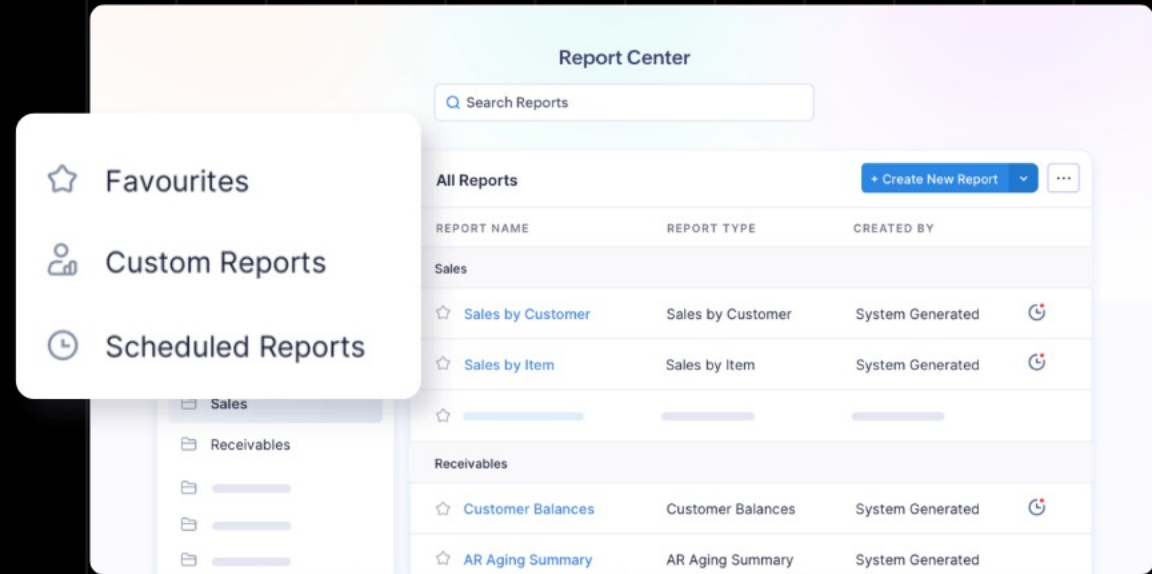 Report Center
Search Reports
Favourites
Custom Reports
Scheduled Reports
Sales
Receivables
All Reports
+ Create New Report
REPORT NAME REPORT TYPE CREATED BY
Sales
Sales by Customer Sales by Customer System Generated
Sales by Item Sales by Item System Generated
Receivables
Customer Balances Customer Balances System Generated
AR Aging Summary AR Aging Summary System Generated